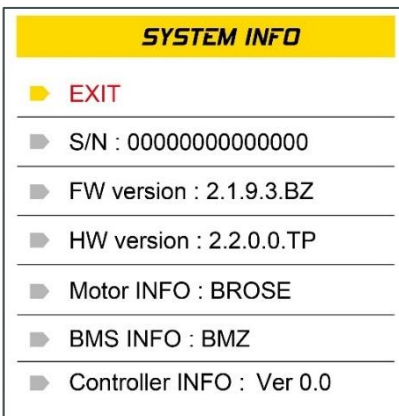 SYSTEM INFO
EXIT
S/N : 00000000000000
FW version : 2.1.9.3.BZ
HW version : 2.2.0.0.TP
Motor INFO : BROSE
BMS INFO : BMZ
Controller INFO : Ver 0.0